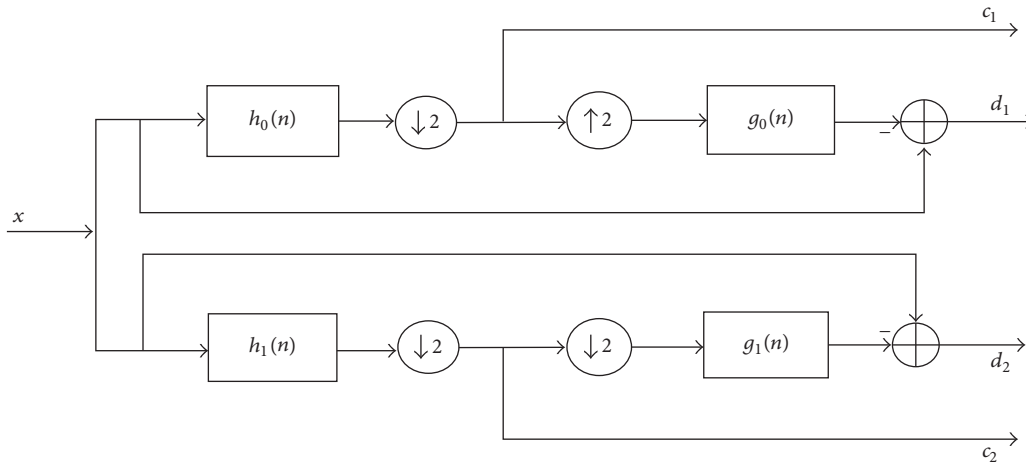 c₁
h₀(n)
↓2
↑2
g₀(n)
−
d₁
x
h₁(n)
↓2
↓2
g₁(n)
−
d₂
c₂